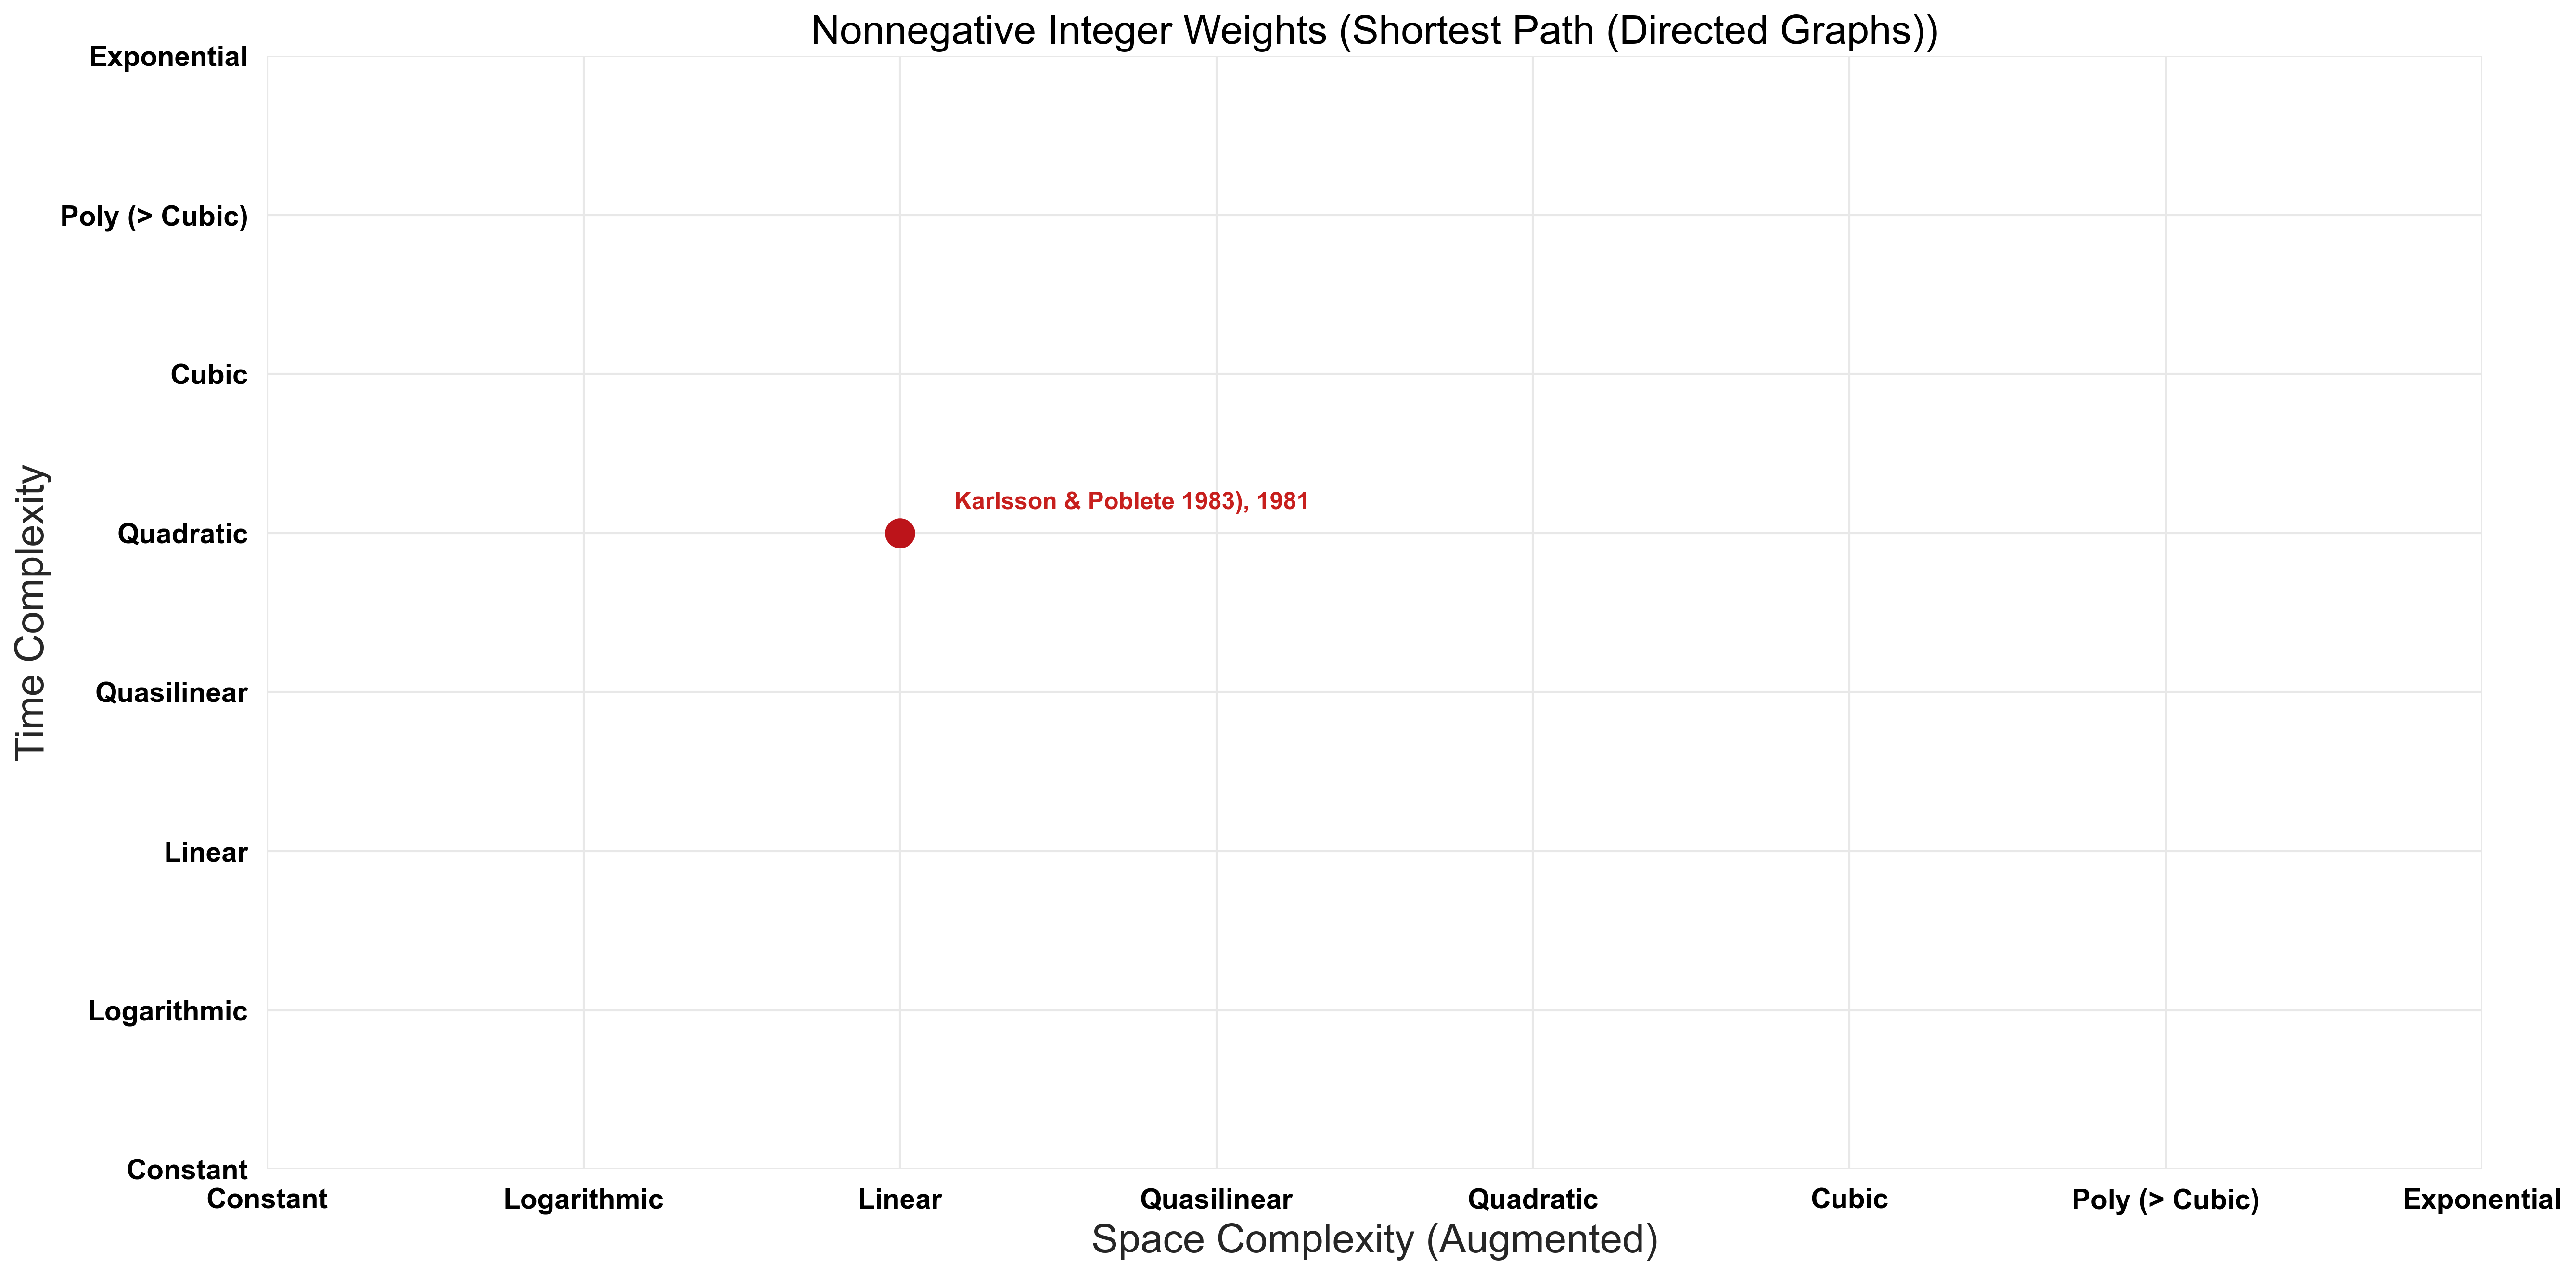 Nonnegative Integer Weights (Shortest Path (Directed Graphs))
Exponential
Poly (> Cubic)
Cubic
Quadratic
Quasilinear
Linear
Logarithmic
Constant
Time Complexity
Karlsson & Poblete 1983), 1981
Constant
Logarithmic
Linear
Quasilinear
Quadratic
Cubic
Poly (> Cubic)
Exponential
Space Complexity (Augmented)